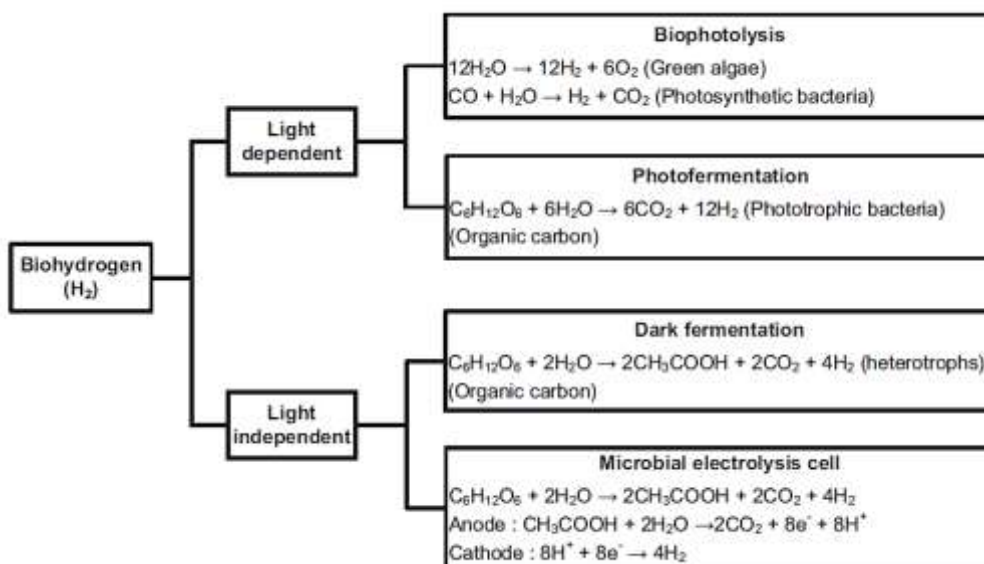 Biophotolysis
12H₂O → 12H₂ + 6O₂ (Green algae)
CO + H₂O → H₂ + CO₂ (Photosynthetic bacteria)
Light
dependent
Photofermentation
C₆H₁₂O₆ + 6H₂O → 6CO₂ + 12H₂ (Phototrophic bacteria)
(Organic carbon)
Biohydrogen
(H₂)
Dark fermentation
C₆H₁₂O₆ + 2H₂O → 2CH₃COOH + 2CO₂ + 4H₂ (heterotrophs)
(Organic carbon)
Light
independent
Microbial electrolysis cell
C₆H₁₂O₆ + 2H₂O → 2CH₃COOH + 2CO₂ + 4H₂
Anode : CH₃COOH + 2H₂O →2CO₂ + 8e⁻ + 8H⁺
Cathode : 8H⁺ + 8e⁻ → 4H₂